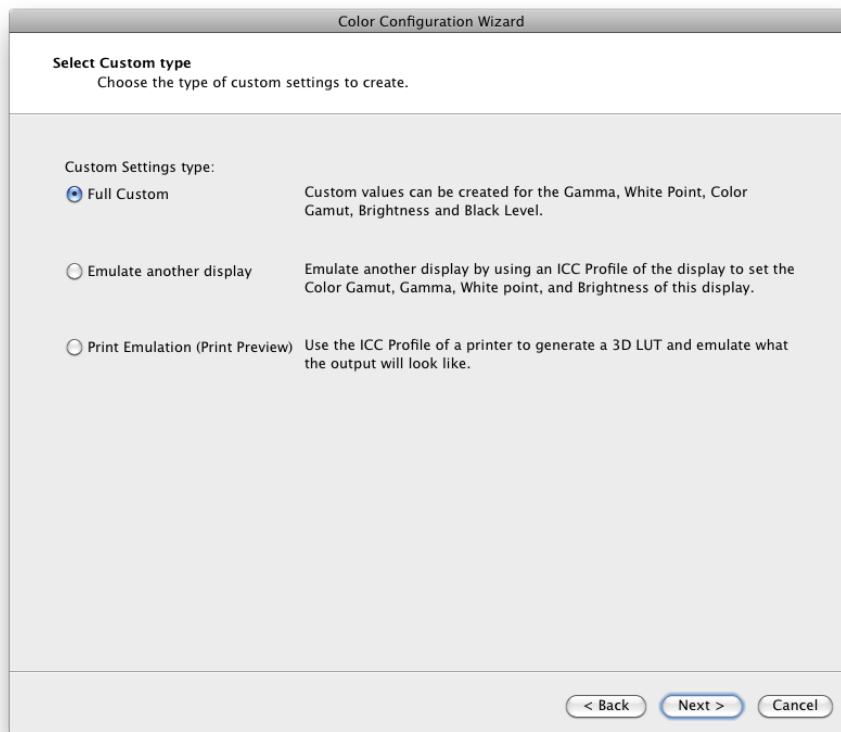 Color Configuration Wizard
Select Custom type
Choose the type of custom settings to create.
Custom Settings type:
Full Custom
Custom values can be created for the Gamma, White Point, Color
Gamut, Brightness and Black Level.
Emulate another display
Emulate another display by using an ICC Profile of the display to set the
Color Gamut, Gamma, White point, and Brightness of this display.
Print Emulation (Print Preview)
Use the ICC Profile of a printer to generate a 3D LUT and emulate what
the output will look like.
< Back
Next >
Cancel